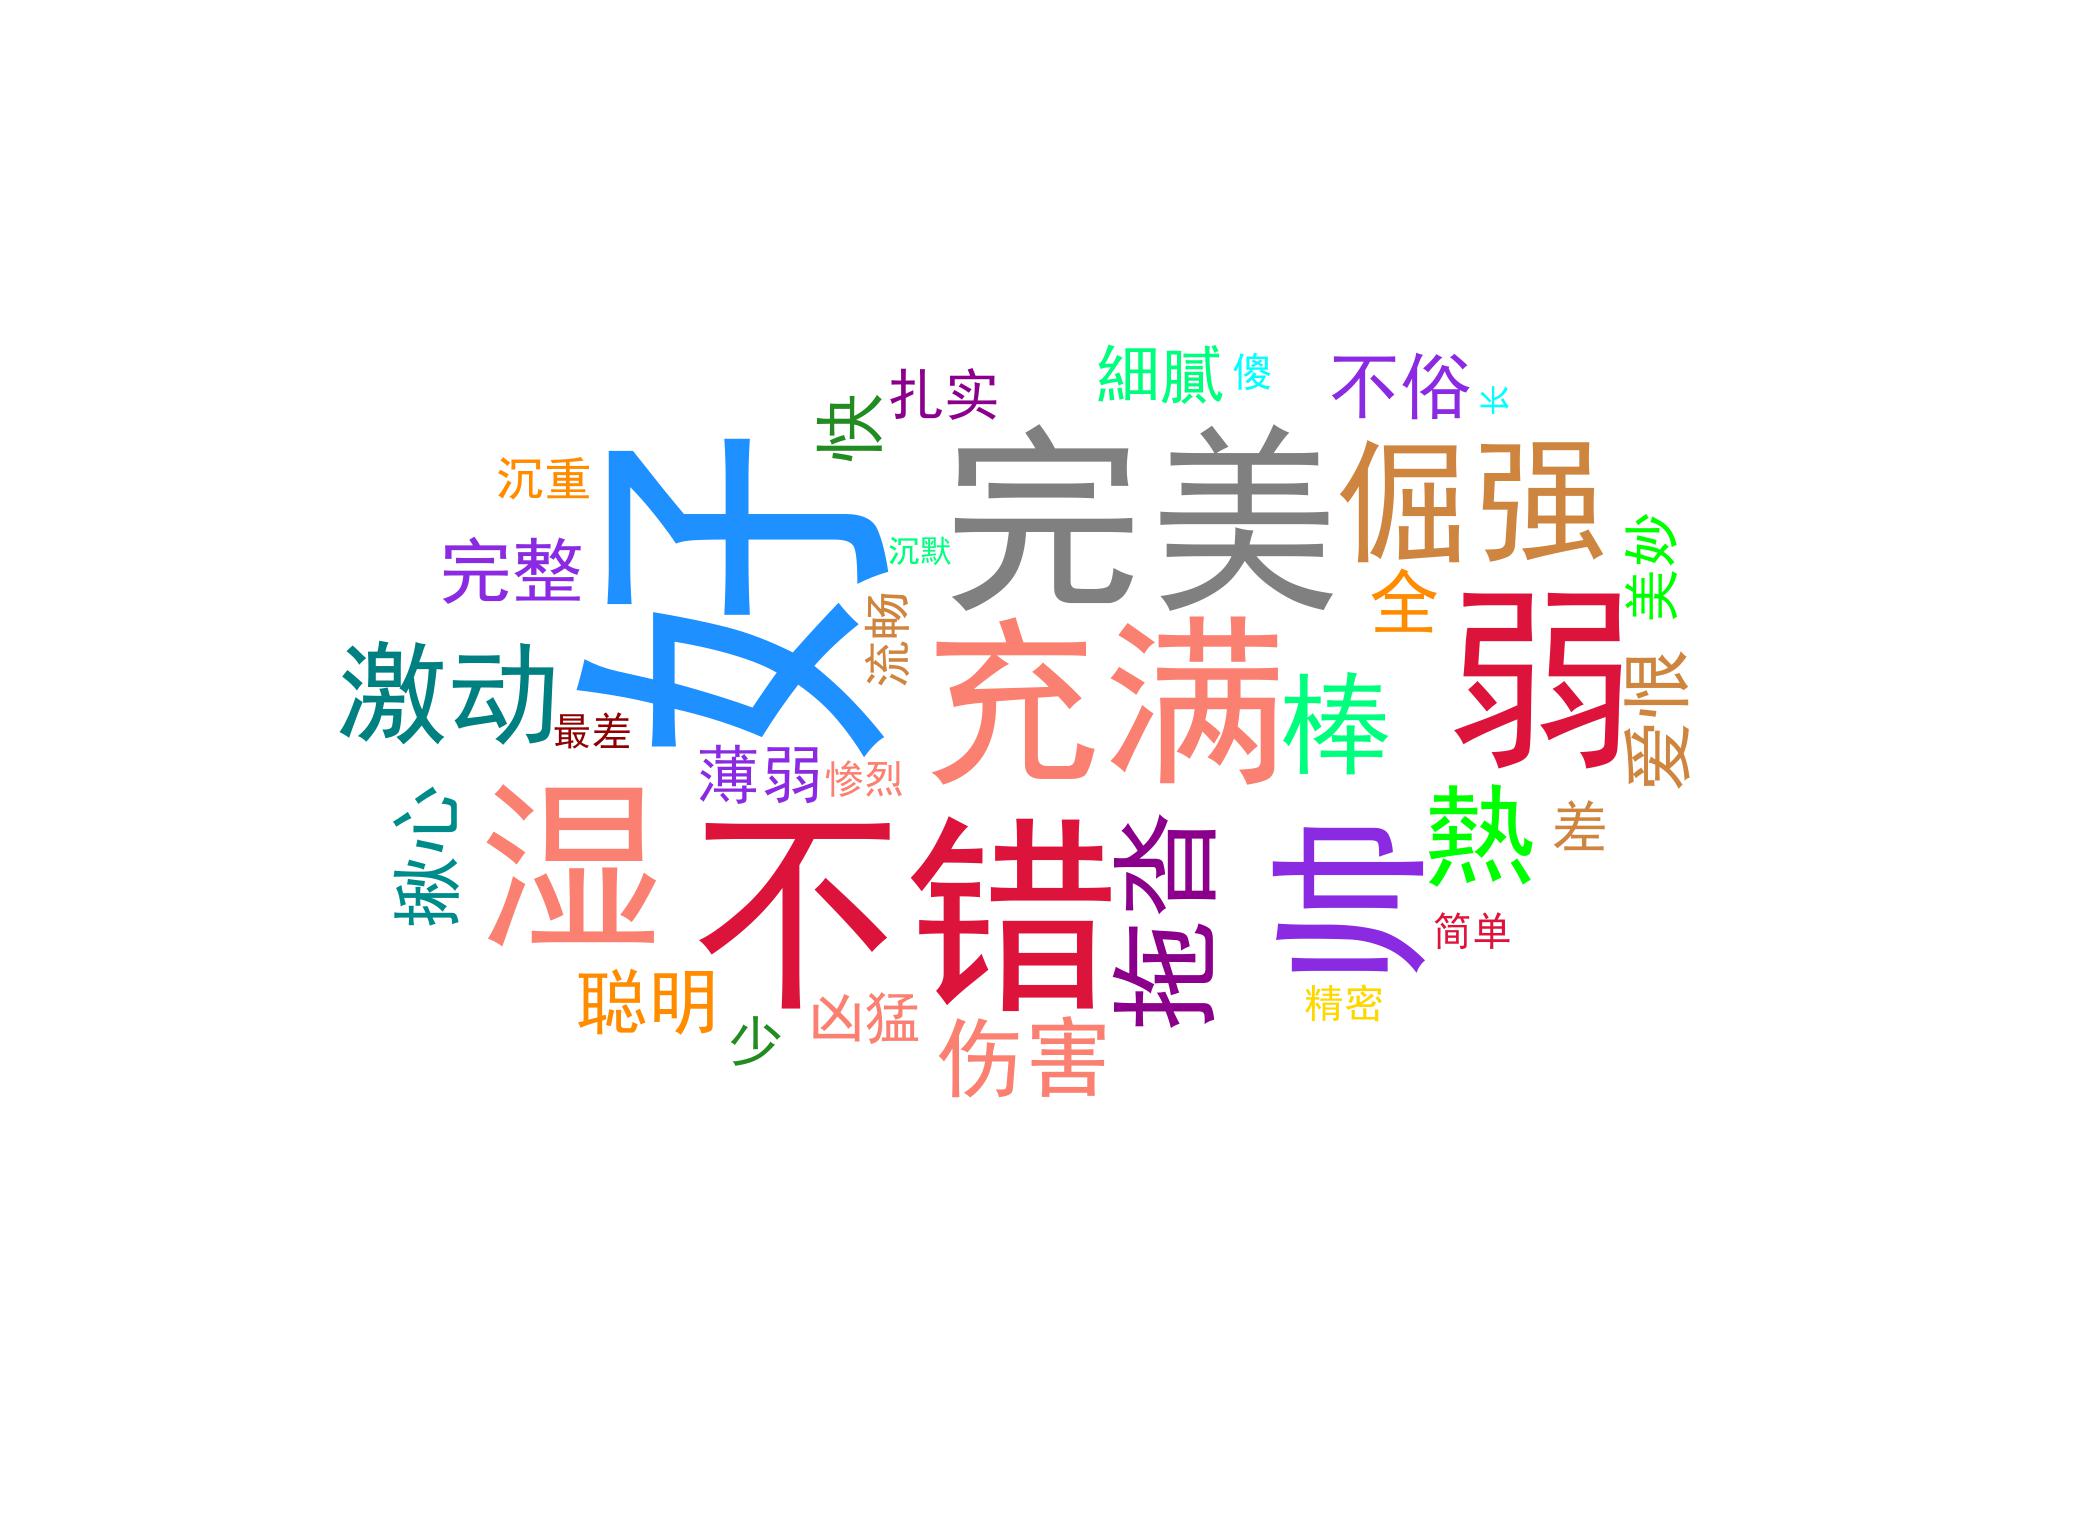 細膩
傻
不俗
长
扎实
快
沉重
好
完美
倔强
美妙
完整
沉默
全
流畅
充满
弱
激动
最差
棒
爱恨
薄弱
惨烈
湿
揪心
不错
拖沓
帅
熱
差
简单
聪明
少
凶猛
伤害
精密